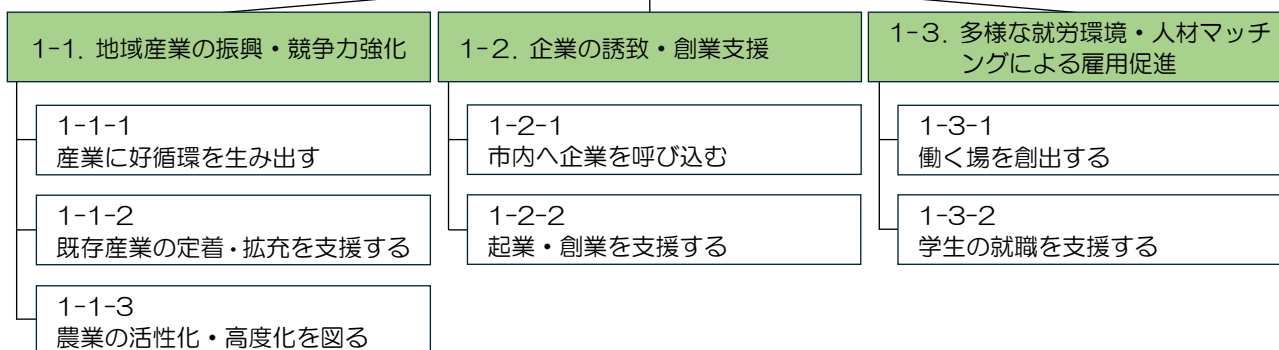 1-1. 地域産業の振興・競争力強化
1-1-1
産業に好循環を生み出す
1-1-2
既存産業の定着・拡充を支援する
1-1-3
農業の活性化・高度化を図る
1-2. 企業の誘致・創業支援
1-2-1
市内へ企業を呼び込む
1-2-2
起業・創業を支援する
1-3. 多様な就労環境・人材マッチ
ングによる雇用促進
1-3-1
働く場を創出する
1-3-2
学生の就職を支援する